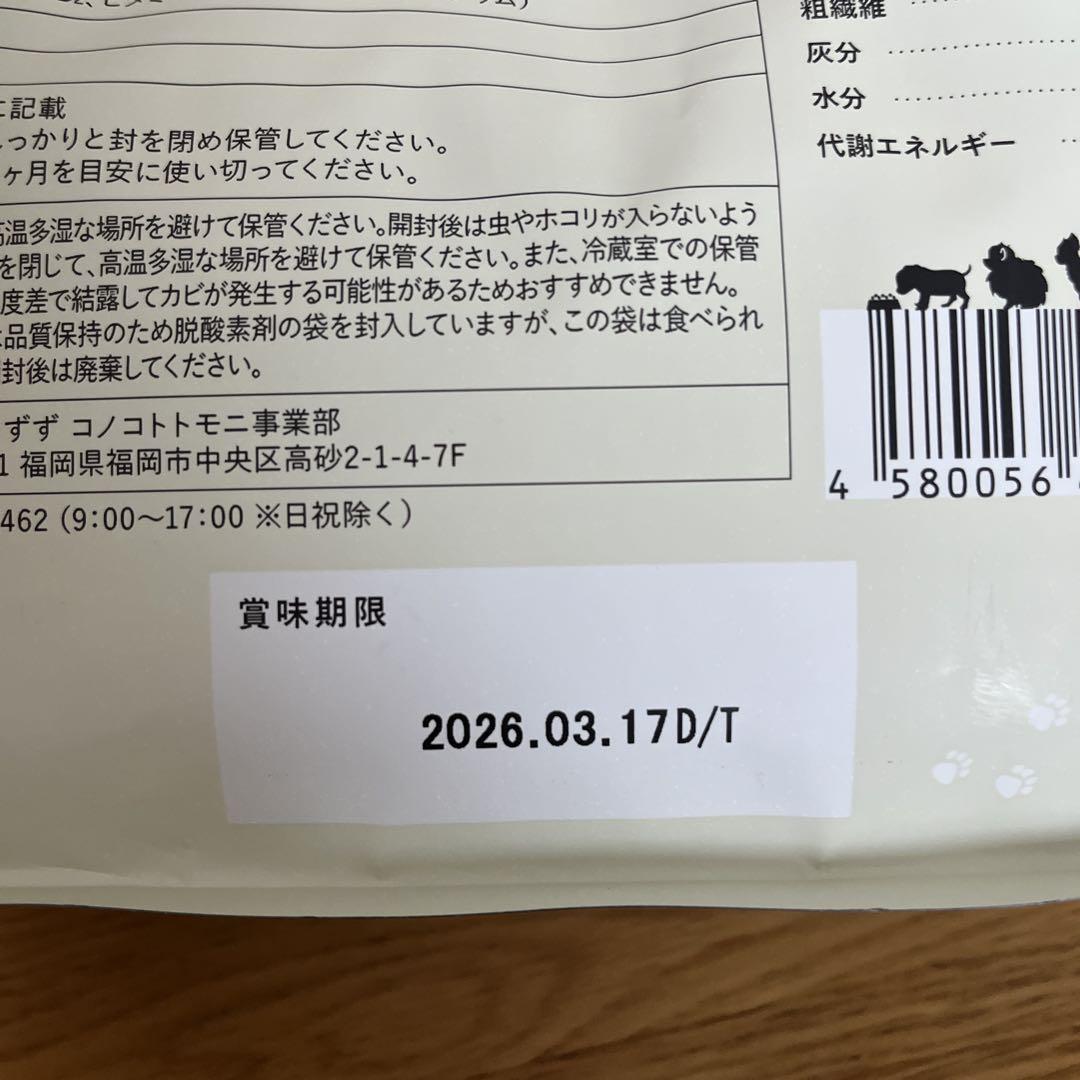 に記載
しっかりと封を閉め保管してください。
ヶ月を目安に使い切ってください。
高温多湿な場所を避けて保管ください。開封後は虫やホコリが入らないよう
を閉じて、高温多湿な場所を避けて保管ください。また、冷蔵室での保管
度差で結露してカビが発生する可能性があるためおすすめできません。
品質保持のため脱酸素剤の袋を封入していますが、この袋は食べられ
封後は廃棄してください。
ずず コノコトトモニ事業部
1 福岡県福岡市中央区高砂2-1-4-7F
462（9:00〜17:00 ※日祝除く）
粗繊維
灰分
水分
代謝エネルギー
4 580056
賞味期限
2026.03.17D/T